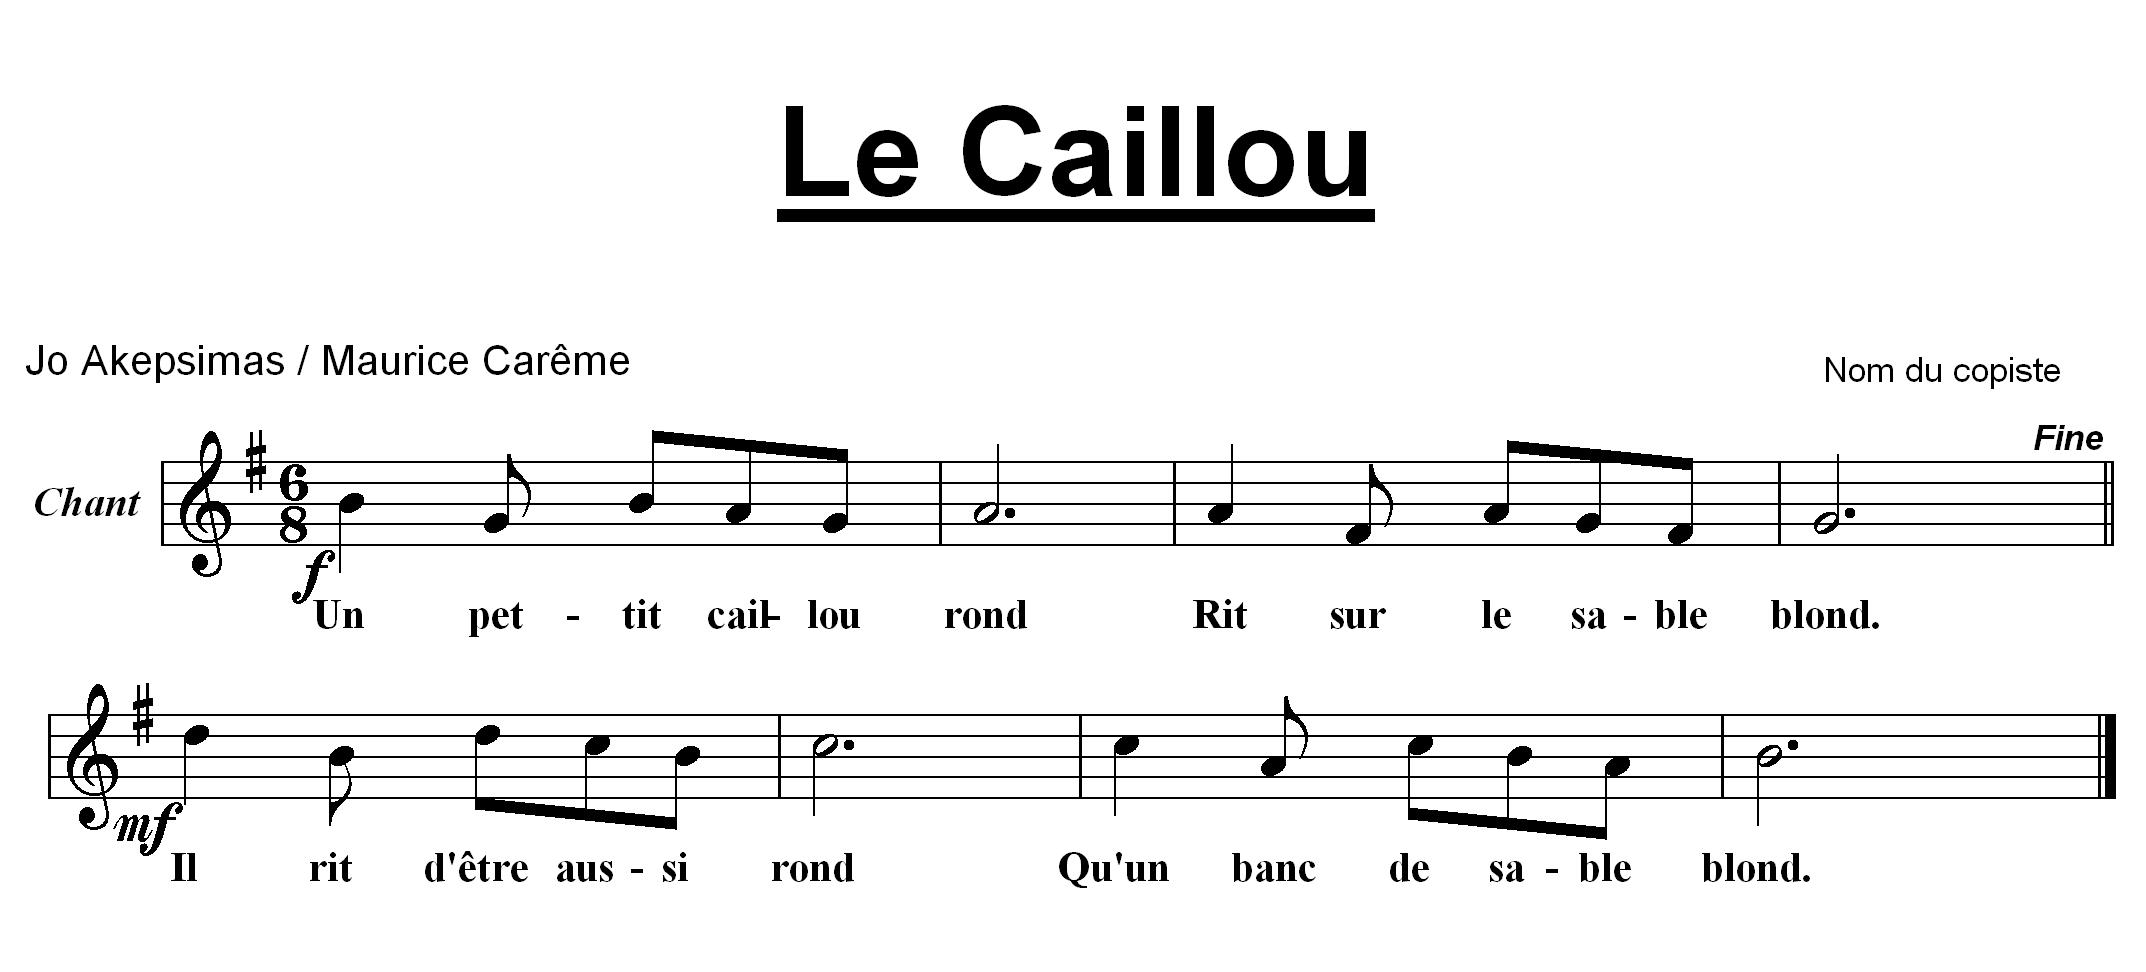 Le Caillou
Jo Akepsimas / Maurice Carême
Nom du copiste
Fine
Chant
6
8
f
Un pet - tit cail- lou rond Rit sur le sa - ble blond.
mf
Il rit d'être aus - si rond Qu'un banc de sa - ble blond.